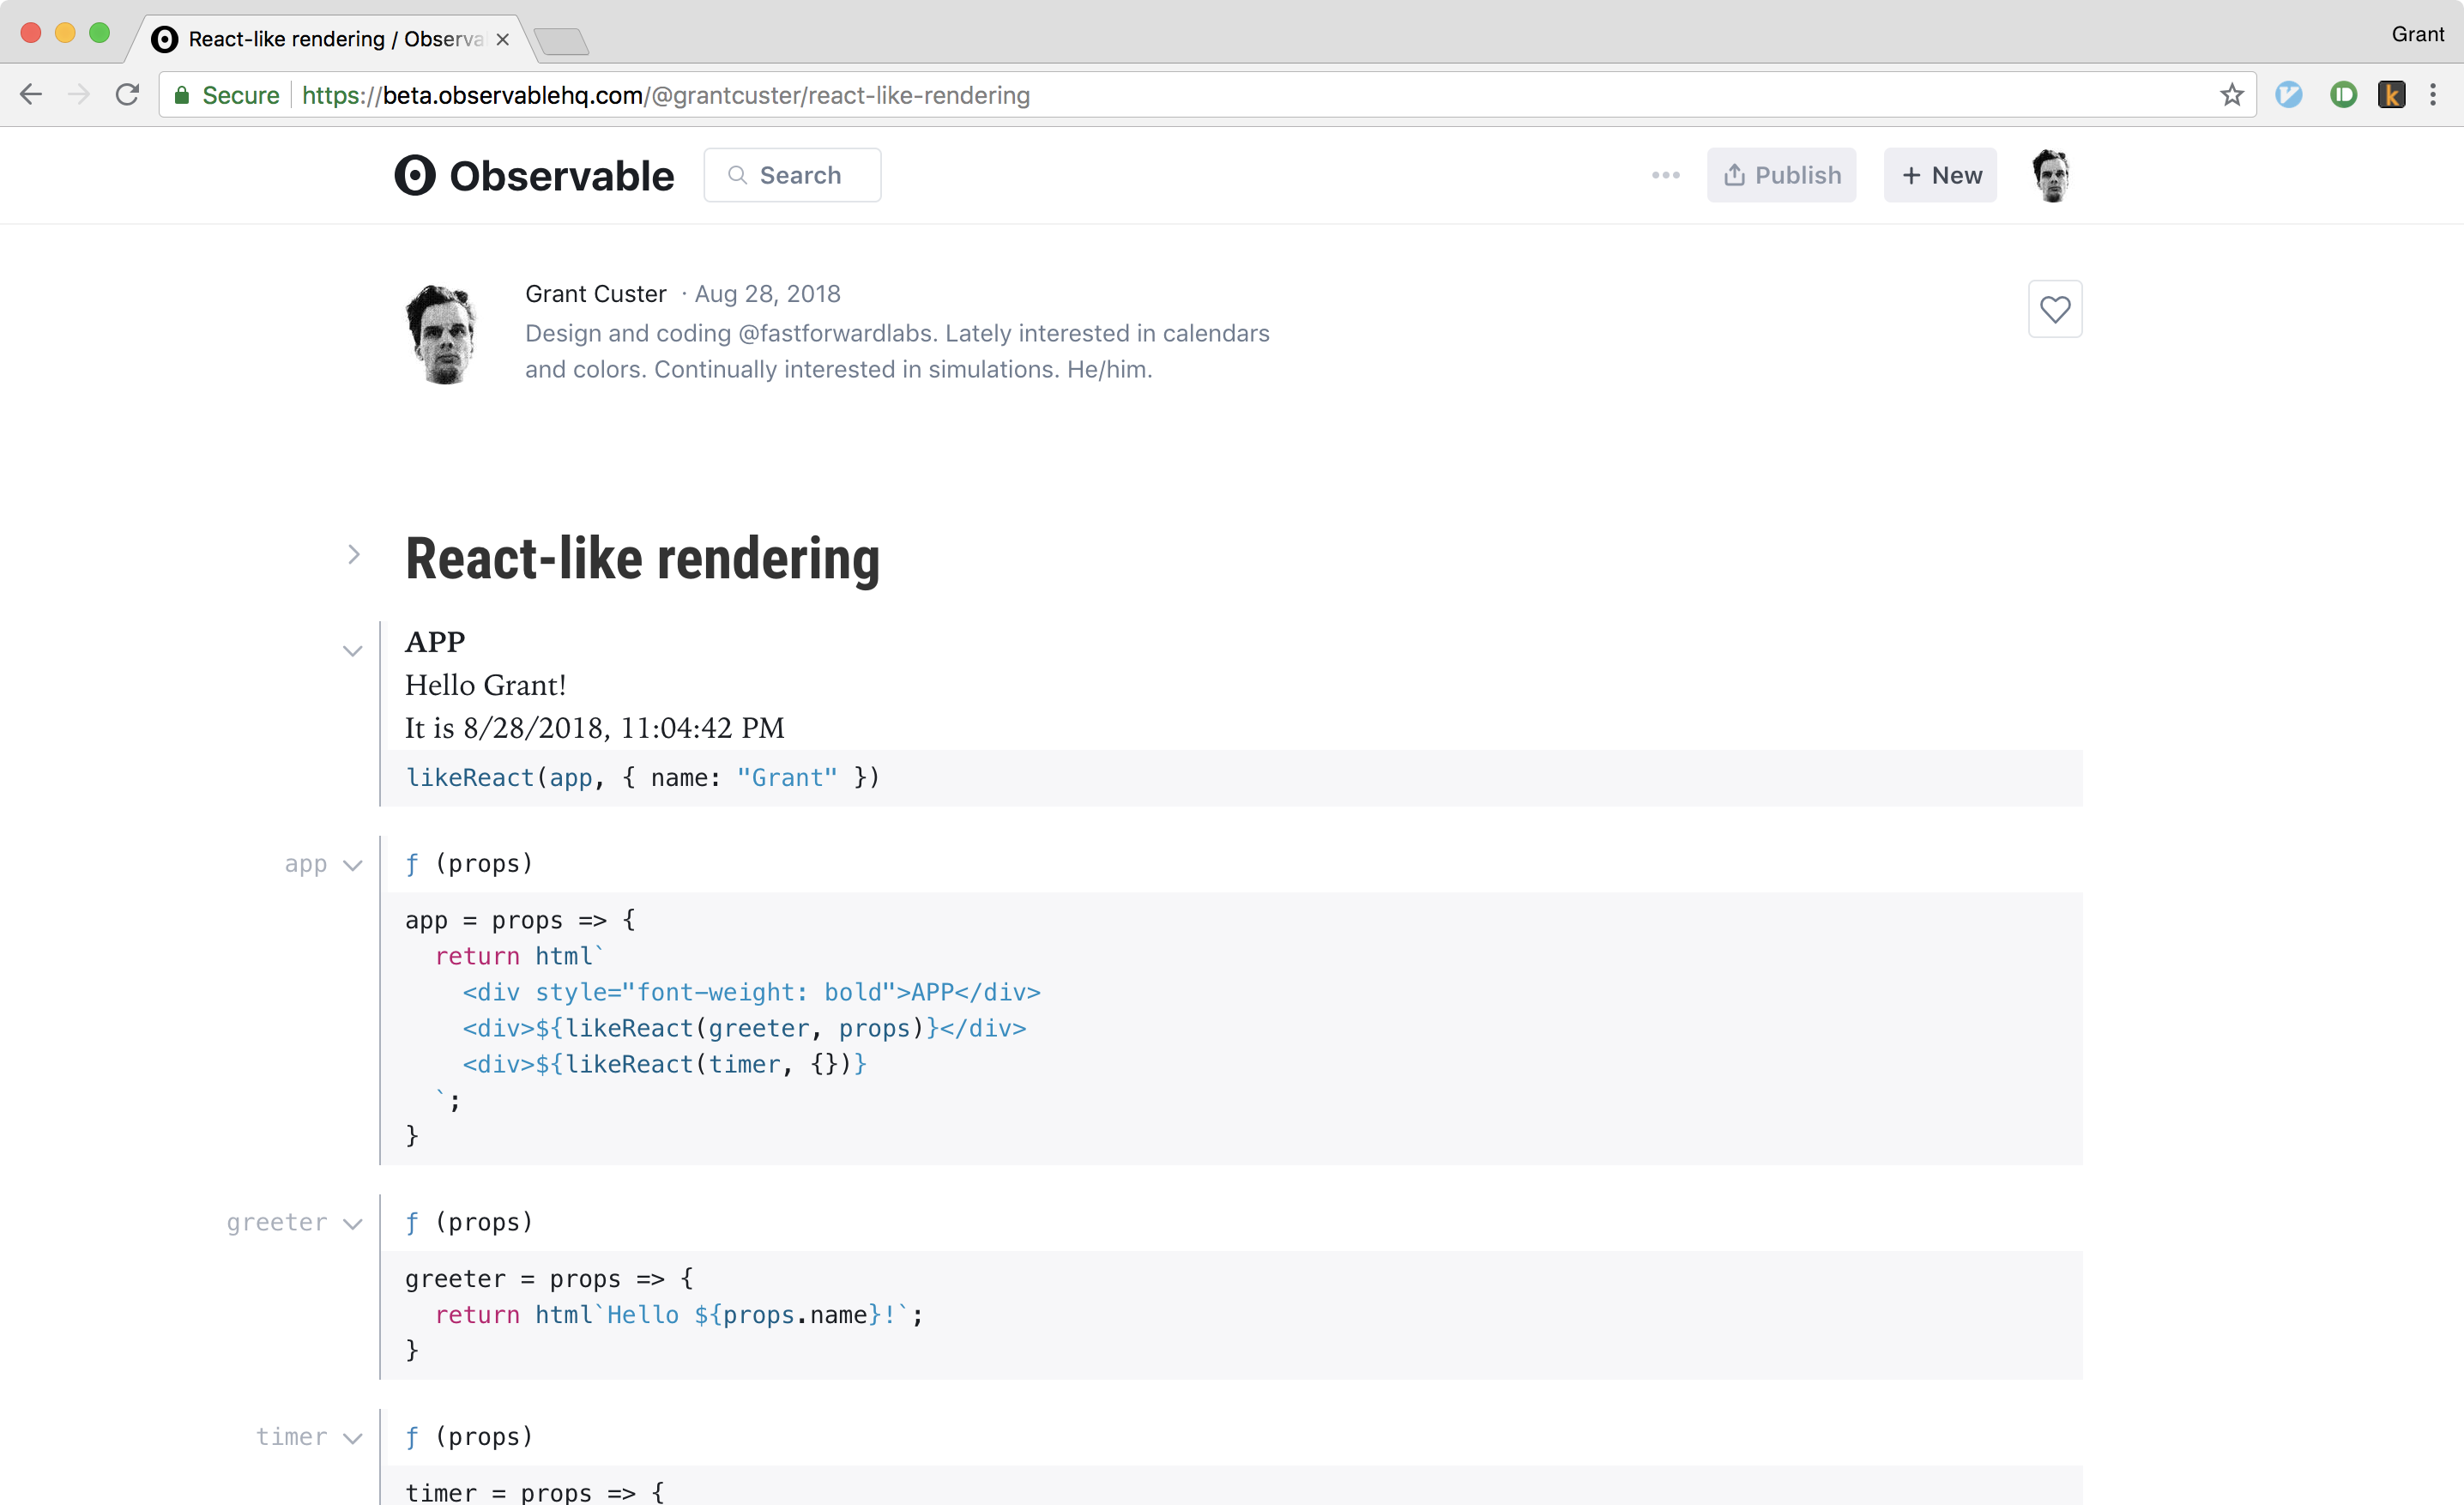 React-like rendering / Observa
Grant
Secure https://beta.observablehq.com/@grantcuster/react-like-rendering
Observable
Search
Publish
+ New
Grant Custer · Aug 28, 2018
Design and coding @fastforwardlabs. Lately interested in calendars
and colors. Continually interested in simulations. He/him.
React-like rendering
APP
Hello Grant!
It is 8/28/2018, 11:04:42 PM
likeReact(app, { name: "Grant" })
app
ƒ (props)
app = props => {
return html`
<div style="font-weight: bold">APP</div>
<div>${likeReact(greeter, props)}</div>
<div>${likeReact(timer, {})}
`;
}
greeter
ƒ (props)
greeter = props => {
return html`Hello ${props.name}!`;
}
timer
ƒ (props)
timer = props => {